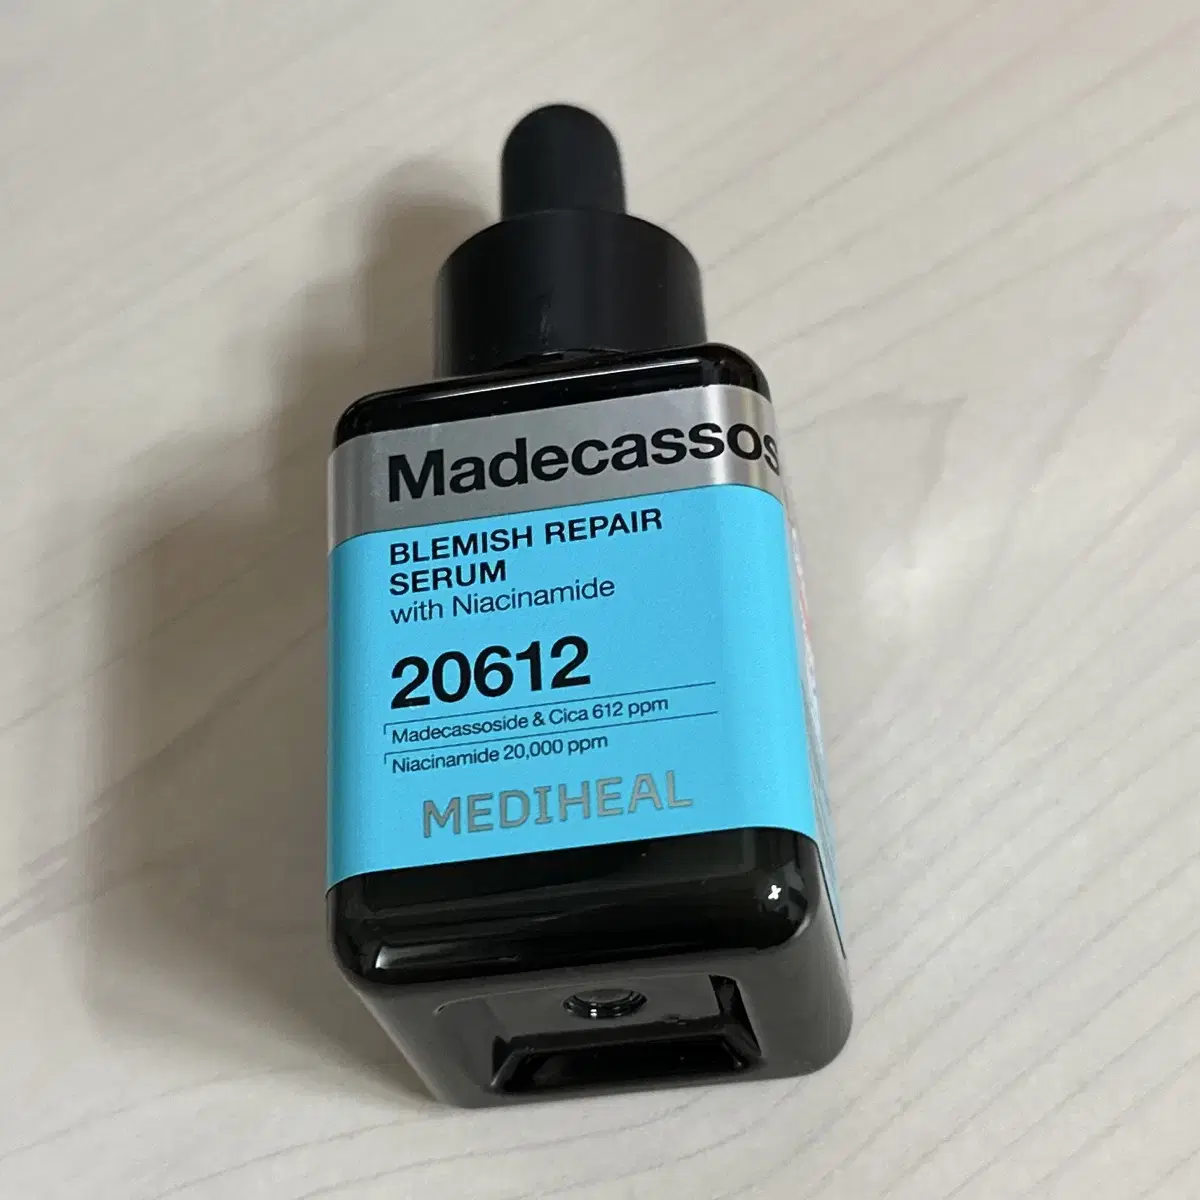 Madecassos
BLEMISH REPAIR
SERUM
with Niacinamide
20612
Madecassoside & Cica 612 ppm
Niacinamide 20,000 ppm
MEDIHEAL